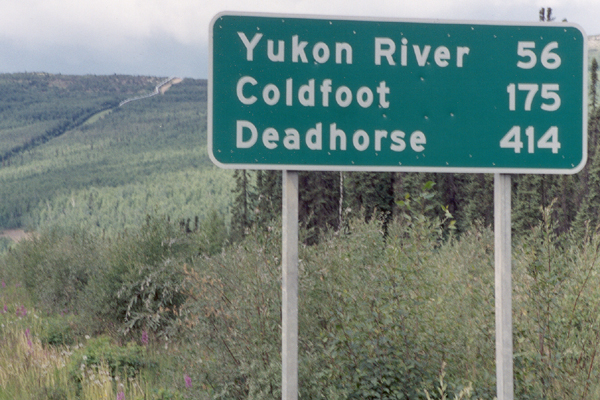 Yukon River 56
Coldfoot 175
Deadhorse 414